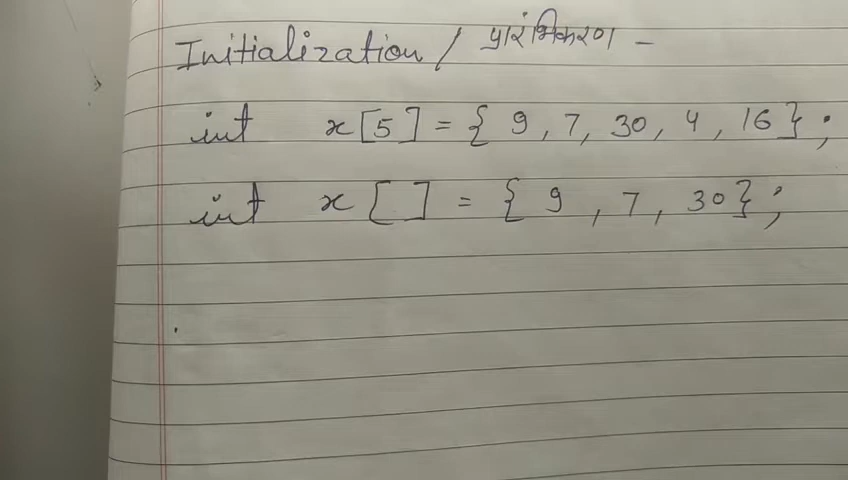 Initialization / प्रारंभिकरण -
int x[5] = { 9, 7, 30, 4, 16};
int x[ ] = { 9, 7, 30};